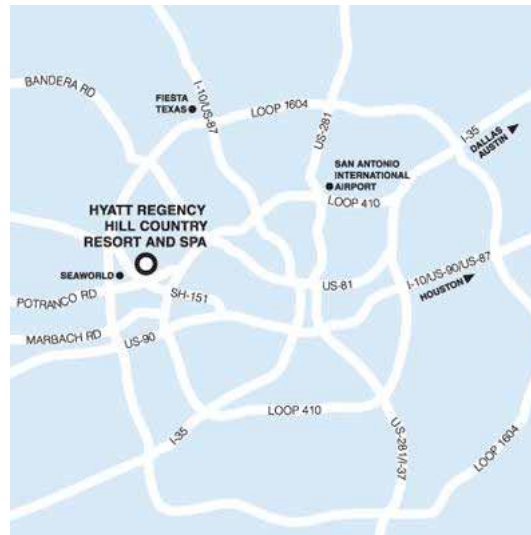 BANDERA RD
FIESTA
TEXAS
I-10/US-87
LOOP 1604
US-281
I-35
DALLAS
AUSTIN
SAN ANTONIO
INTERNATIONAL
AIRPORT
LOOP 410
HYATT REGENCY
HILL COUNTRY
RESORT AND SPA
SEAWORLD
POTRANCO RD
SH-151
US-81
I-10/US-90/US-87
HOUSTON
MARBACH RD
US-90
LOOP 410
I-35
US-281/I-37
LOOP 1604